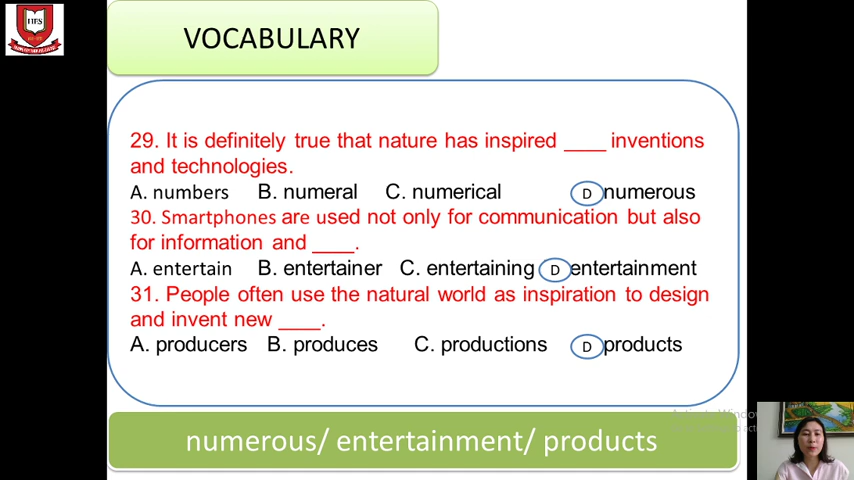 VOCABULARY
29. It is definitely true that nature has inspired ____ inventions
and technologies.
A. numbers B. numeral C. numerical D numerous
30. Smartphones are used not only for communication but also
for information and ____.
A. entertain B. entertainer C. entertaining D entertainment
31. People often use the natural world as inspiration to design
and invent new ____.
A. producers B. produces C. productions D products
numerous/ entertainment/ products